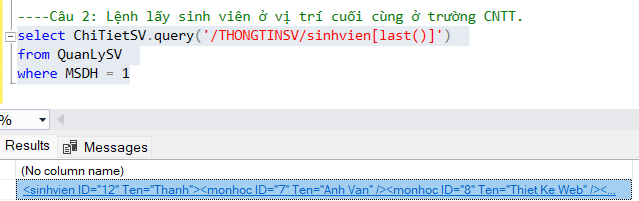 ----Câu 2: Lệnh lấy sinh viên ở vị trí cuối cùng ở trường CNTT.
select ChiTietSV.query('/THONGTINSV/sinhvien[last()]')
from QuanLySV
where MSDH = 1
%
Results Messages
(No column name)
<sinhvien ID="12" Ten="Thanh"><monhoc ID="7" Ten="Anh Van" /><monhoc ID="8" Ten="Thiet Ke Web" /><...